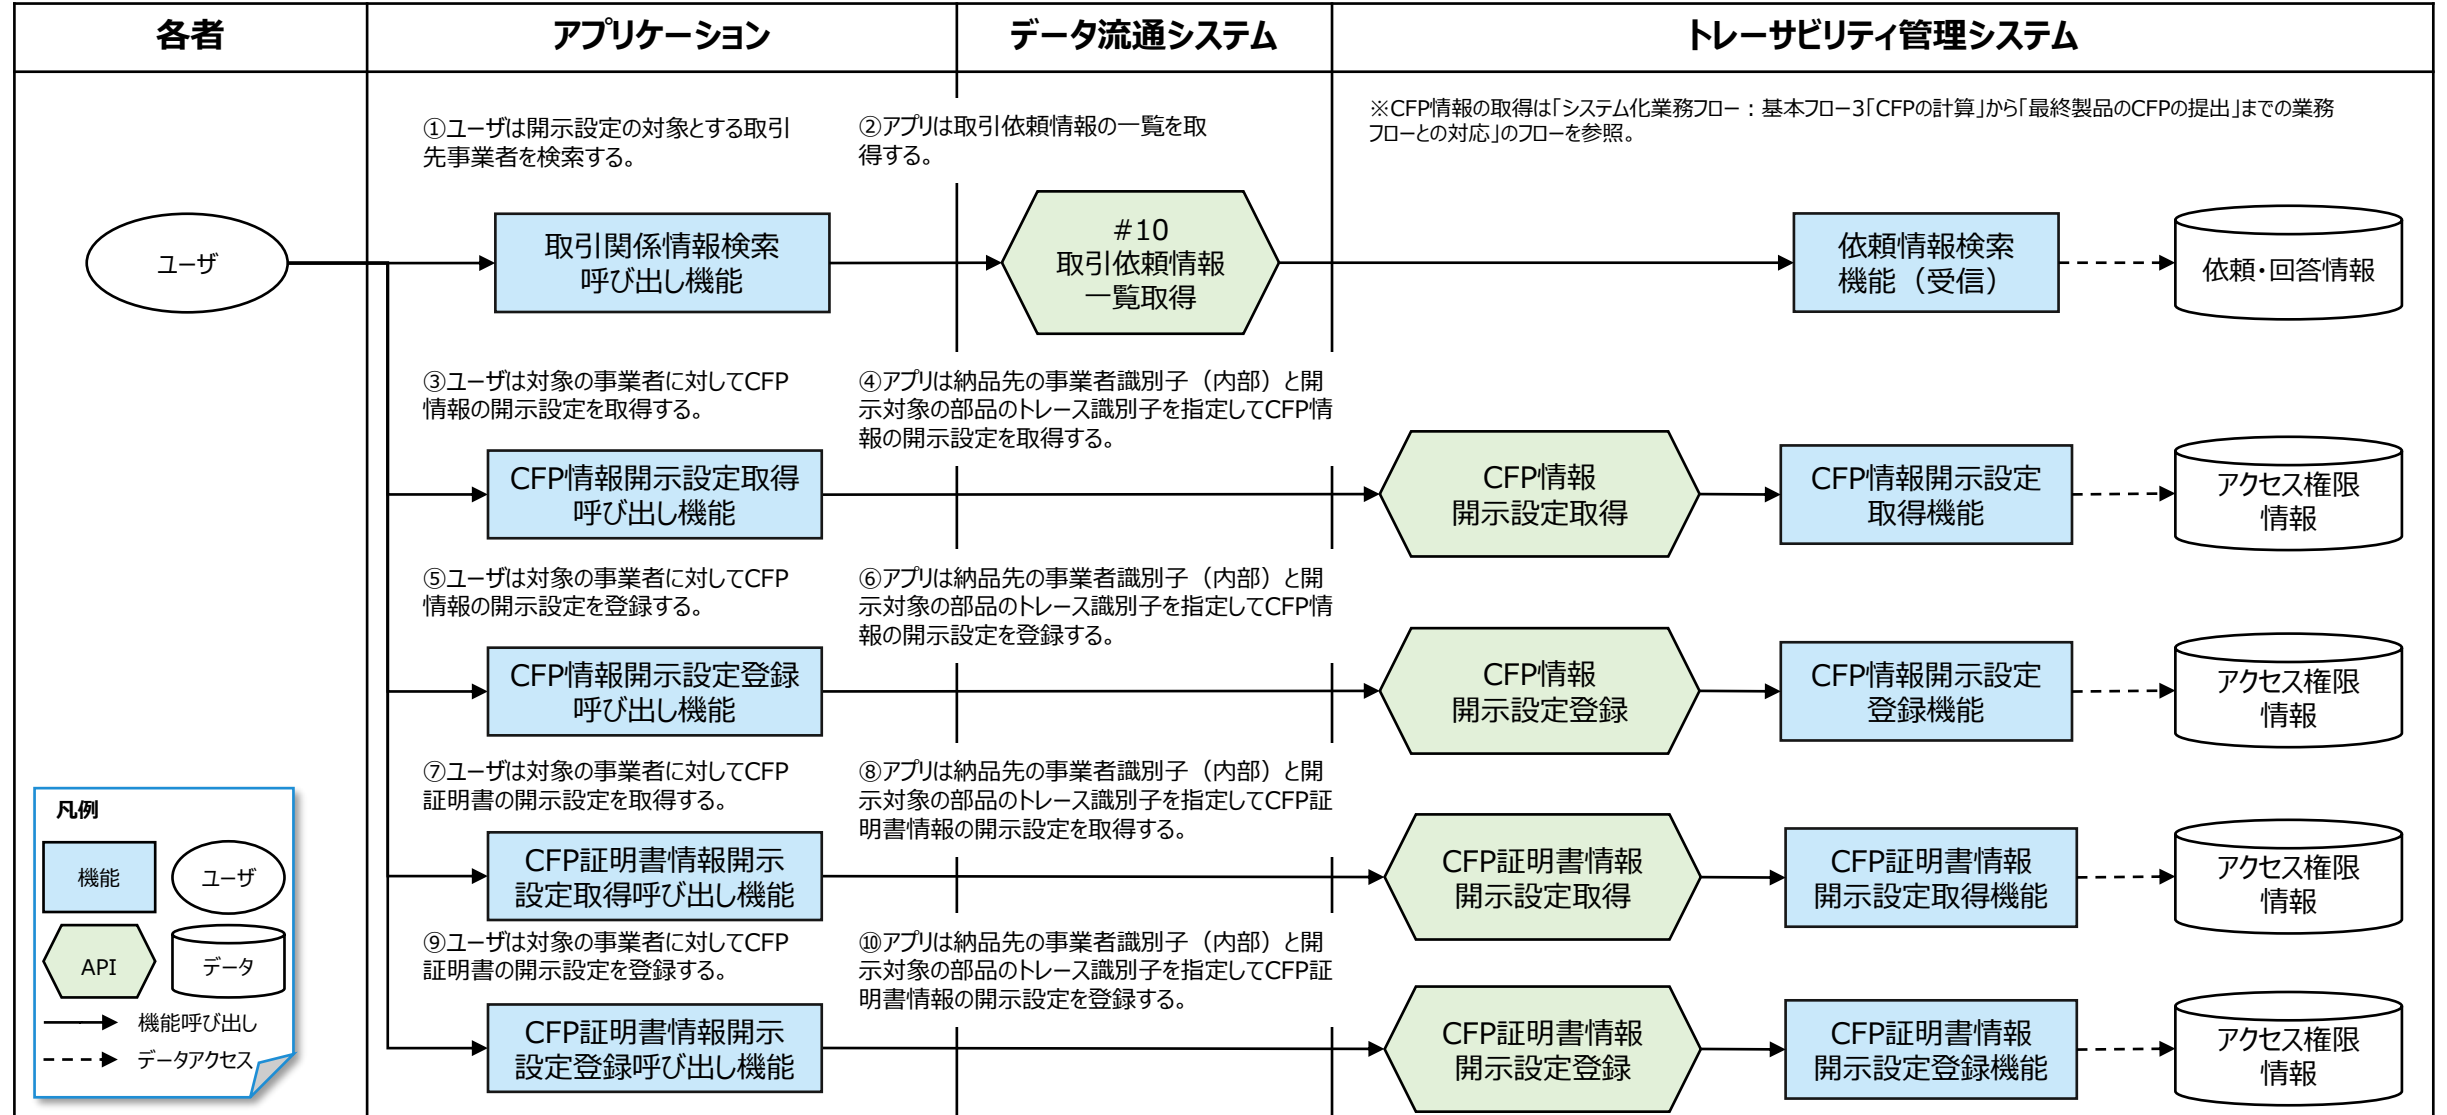 各者
アプリケーション
データ流通システム
トレーサビリティ管理システム
①ユーザは開示設定の対象とする取引
先事業者を検索する。
②アプリは取引依頼情報の一覧を取
得する。
※CFP情報の取得は「システム化業務フロー：基本フロー3「CFPの計算」から「最終製品のCFPの提出」までの業務
フローとの対応」のフローを参照。
ユーザ
取引関係情報検索
呼び出し機能
#10
取引依頼情報
一覧取得
依頼情報検索
機能（受信）
依頼・回答情報
③ユーザは対象の事業者に対してCFP
情報の開示設定を取得する。
④アプリは納品先の事業者識別子（内部）と開
示対象の部品のトレース識別子を指定してCFP情
報の開示設定を取得する。
CFP情報開示設定取得
呼び出し機能
CFP情報
開示設定取得
CFP情報開示設定
取得機能
アクセス権限
情報
⑤ユーザは対象の事業者に対してCFP
情報の開示設定を登録する。
⑥アプリは納品先の事業者識別子（内部）と開
示対象の部品のトレース識別子を指定してCFP情
報の開示設定を登録する。
CFP情報開示設定登録
呼び出し機能
CFP情報
開示設定登録
CFP情報開示設定
登録機能
アクセス権限
情報
⑦ユーザは対象の事業者に対してCFP
証明書の開示設定を取得する。
⑧アプリは納品先の事業者識別子（内部）と開
示対象の部品のトレース識別子を指定してCFP証
明書情報の開示設定を取得する。
CFP証明書情報開示
設定取得呼び出し機能
CFP証明書情報
開示設定取得
CFP証明書情報
開示設定取得機能
アクセス権限
情報
⑨ユーザは対象の事業者に対してCFP
証明書の開示設定を登録する。
⑩アプリは納品先の事業者識別子（内部）と開
示対象の部品のトレース識別子を指定してCFP証
明書情報の開示設定を登録する。
CFP証明書情報開示
設定登録呼び出し機能
CFP証明書情報
開示設定登録
CFP証明書情報
開示設定登録機能
アクセス権限
情報
凡例
機能
ユーザ
API
データ
機能呼び出し
データアクセス